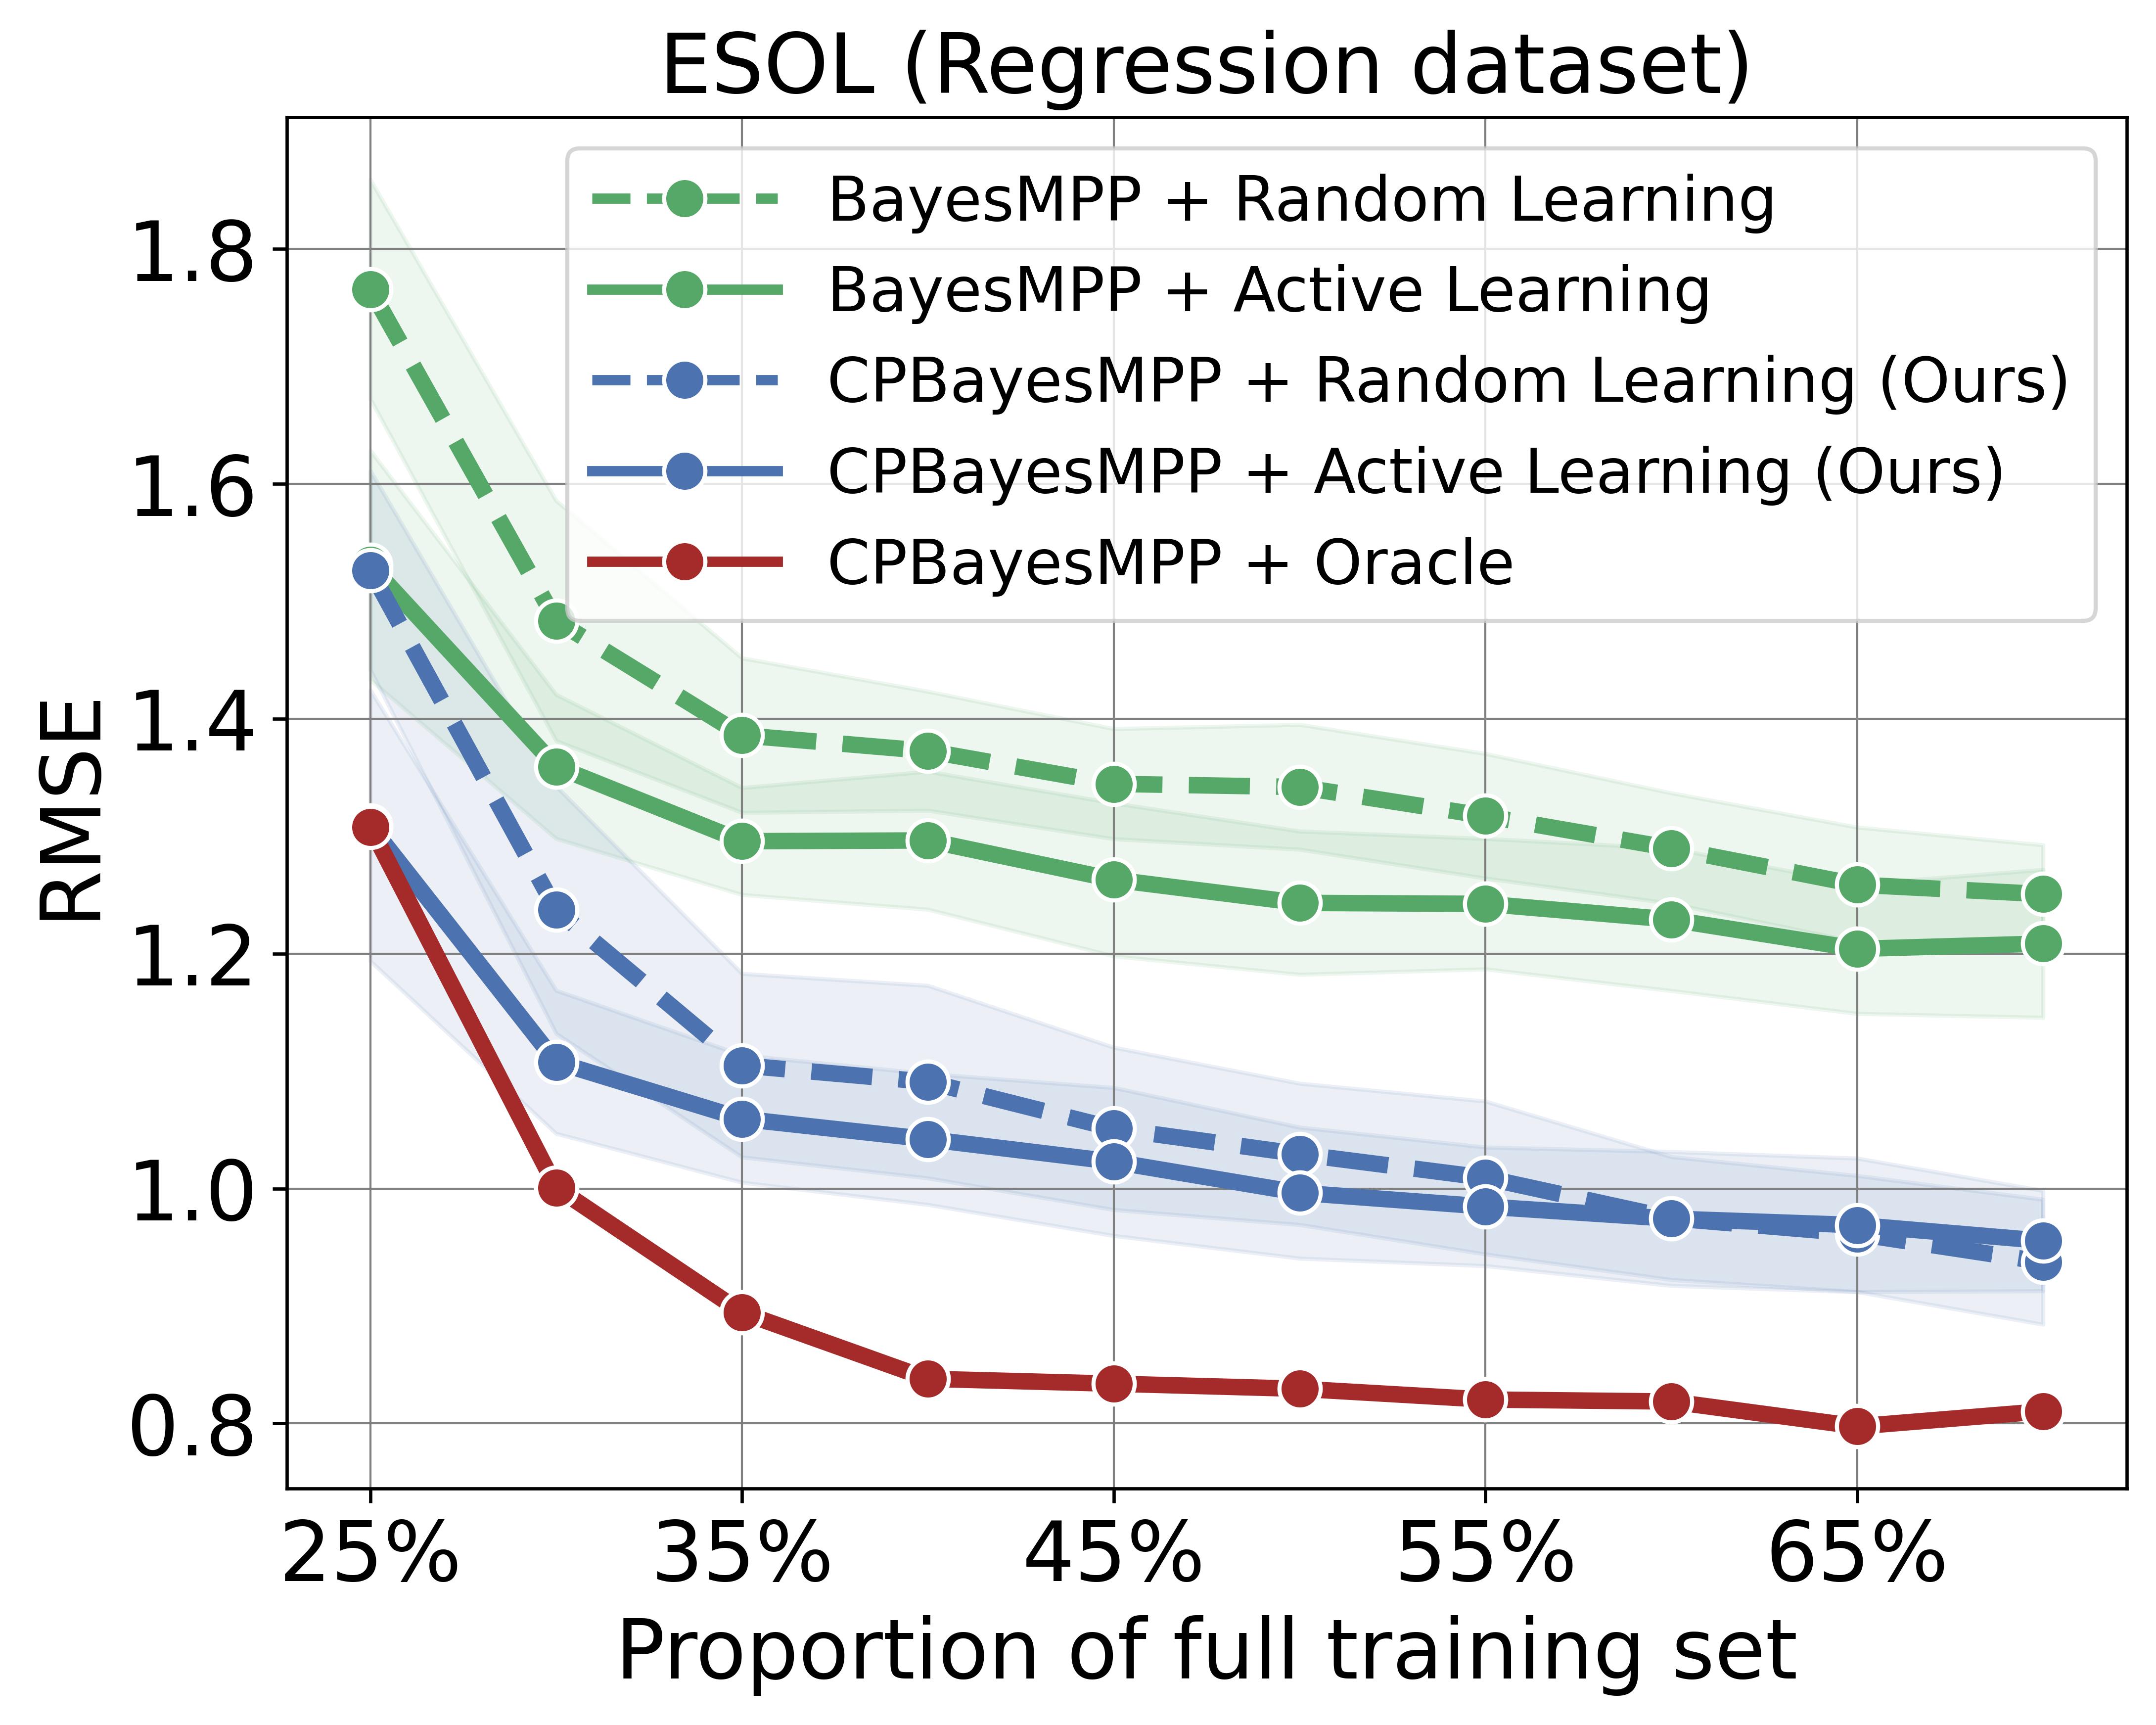 ESOL (Regression dataset)
BayesMPP + Random Learning
BayesMPP + Active Learning
CPBayesMPP + Random Learning (Ours)
CPBayesMPP + Active Learning (Ours)
CPBayesMPP + Oracle
RMSE
1.8
1.6
1.4
1.2
1.0
0.8
25% 35% 45% 55% 65%
Proportion of full training set